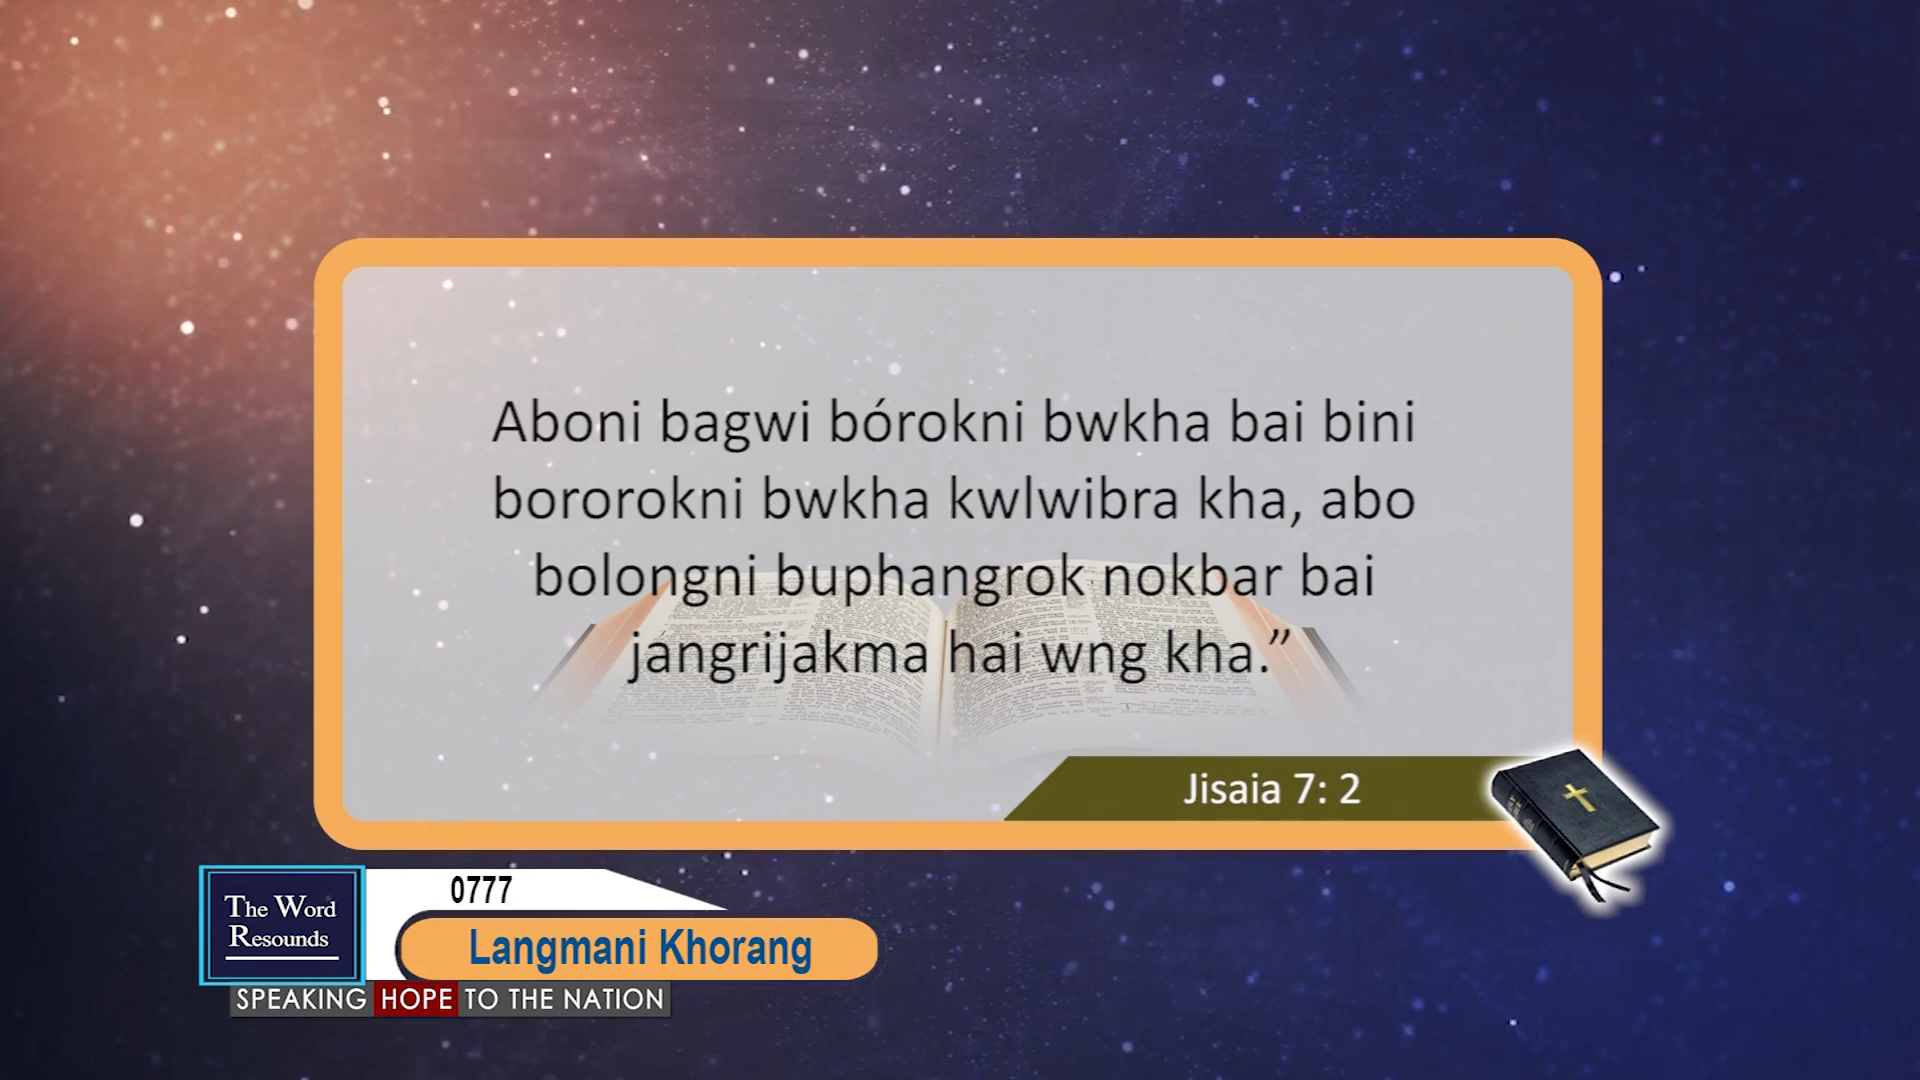 Aboni bagwi bórokni bwkha bai bini
bororokni bwkha kwlwibra kha, abo
bolongni buphangrok nokbar bai
jangrijakma hai wng kha.”
Jisaia 7: 2
0777
The Word
Resounds
Langmani Khorang
SPEAKING HOPE TO THE NATION